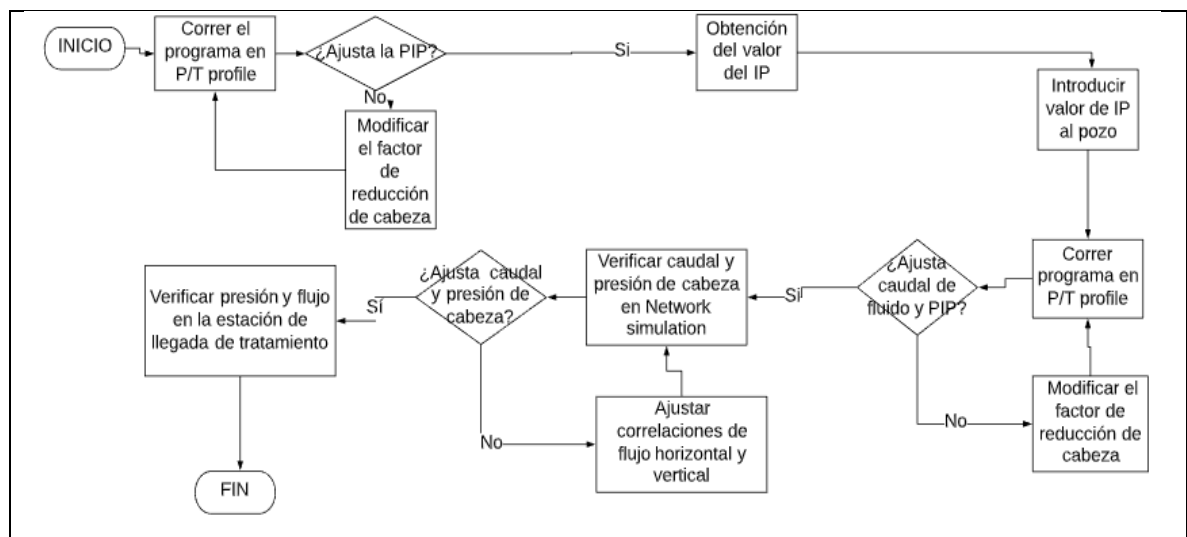 INICIO
Correr el
programa en
P/T profile
¿Ajusta la PIP?
Si
No
Modificar
el factor
de
reducción
de cabeza
Obtención
del valor
del IP
Introducir
valor de IP
al pozo
Correr
programa en
P/T profile
¿Ajusta
caudal de
fluido y PIP?
No
Modificar el
factor de
reducción de
cabeza
Si
Verificar caudal y
presión de cabeza
en Network
simulation
¿Ajusta caudal
y presión de
cabeza?
No
Ajustar
correlaciones de
flujo horizontal y
vertical
SÍ
Verificar presión y flujo
en la estación de
llegada de tratamiento
FIN